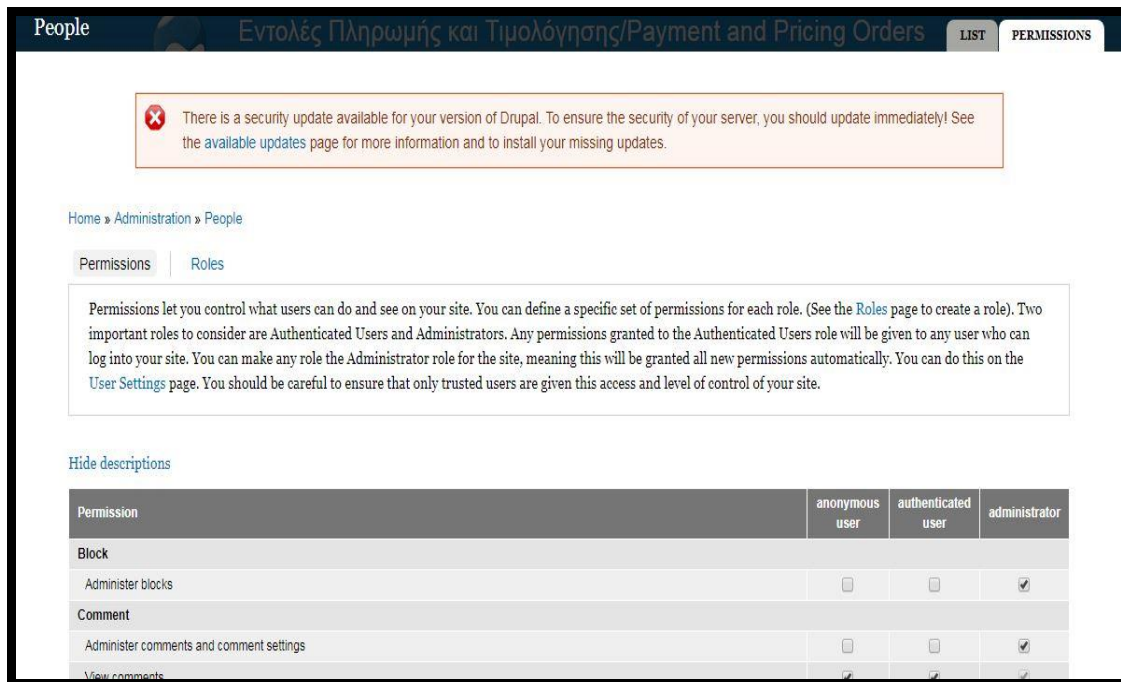 People
Εντολές Πληρωμής και Τιμολόγησης/Payment and Pricing Orders
LIST
PERMISSIONS
There is a security update available for your version of Drupal. To ensure the security of your server, you should update immediately! See
the available updates page for more information and to install your missing updates.
Home » Administration » People
Permissions
Roles
Permissions let you control what users can do and see on your site. You can define a specific set of permissions for each role. (See the Roles page to create a role). Two
important roles to consider are Authenticated Users and Administrators. Any permissions granted to the Authenticated Users role will be given to any user who can
log into your site. You can make any role the Administrator role for the site, meaning this will be granted all new permissions automatically. You can do this on the
User Settings page. You should be careful to ensure that only trusted users are given this access and level of control of your site.
Hide descriptions
Permission
anonymous
user
authenticated
user
administrator
Block
Administer blocks
Comment
Administer comments and comment settings
View comments